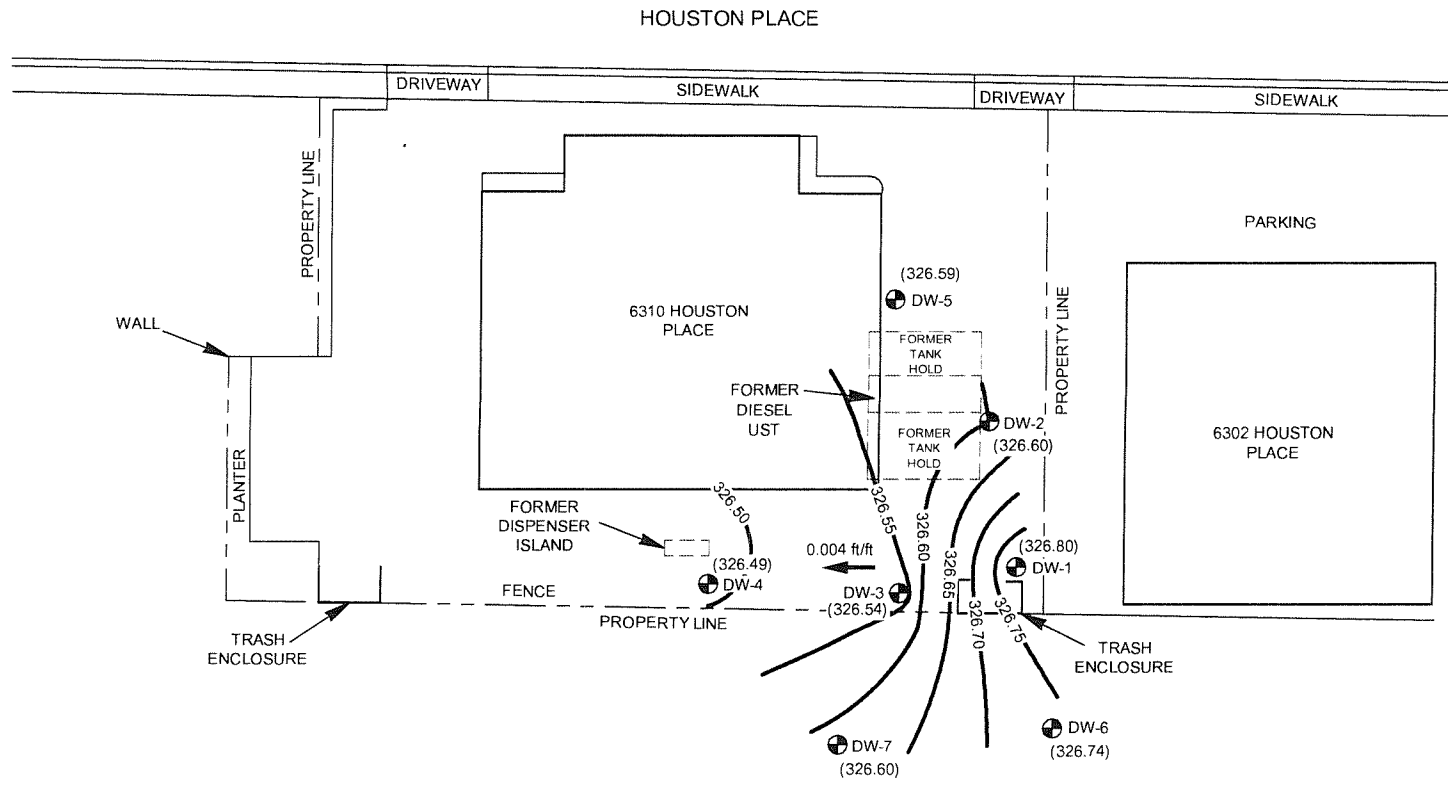 HOUSTON PLACE
DRIVEWAY
SIDEWALK
DRIVEWAY
SIDEWALK
PROPERTY LINE
PARKING
(326.59)
DW-5
6310 HOUSTON
PLACE
WALL
PROPERTY LINE
FORMER
TANK
HOLD
FORMER
DIESEL
UST
DW-2
(326.60)
FORMER
TANK
HOLD
6302 HOUSTON
PLACE
PLANTER
326.50
326.55
326.60
326.65
326.70
326.75
FORMER
DISPENSER
ISLAND
0.004 ft/ft
(326.80)
DW-1
(326.49)
DW-4
FENCE
DW-3
(326.54)
PROPERTY LINE
TRASH
ENCLOSURE
TRASH
ENCLOSURE
DW-6
(326.74)
DW-7
(326.60)